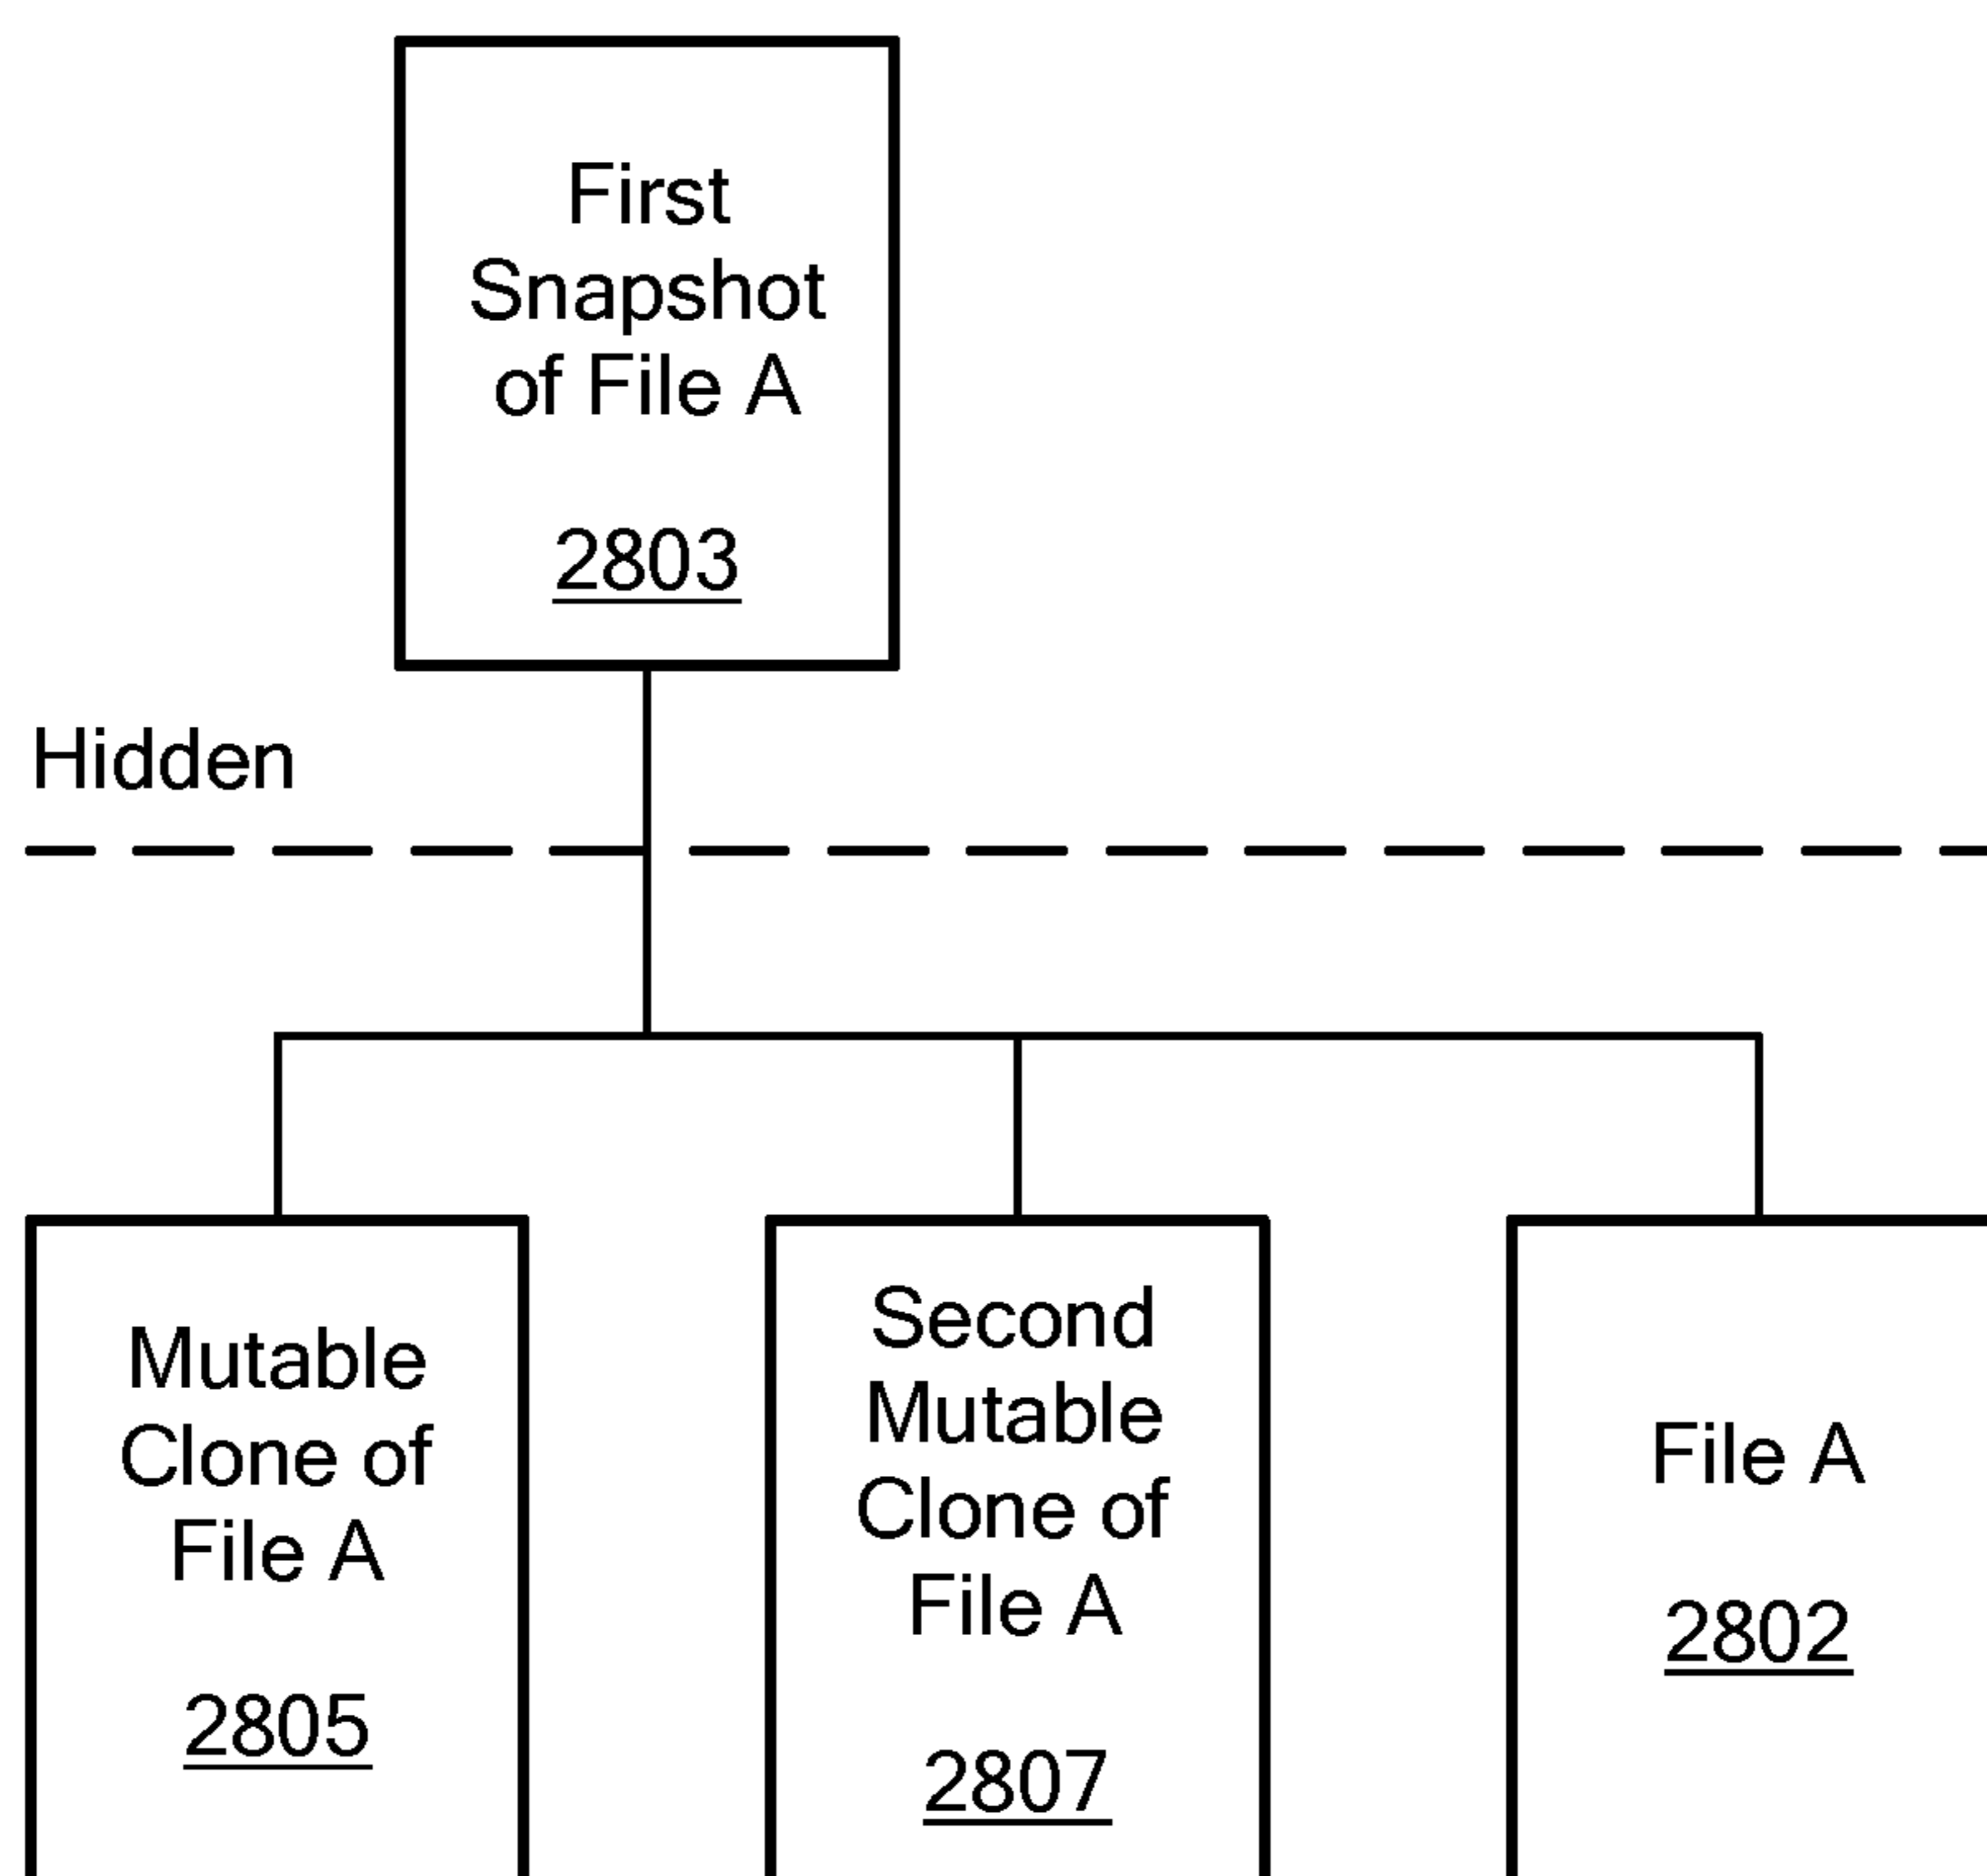 First
Snapshot
of File A
2803
Hidden
Mutable
Clone of
File A
2805
Second
Mutable
Clone of
File A
2807
File A
2802